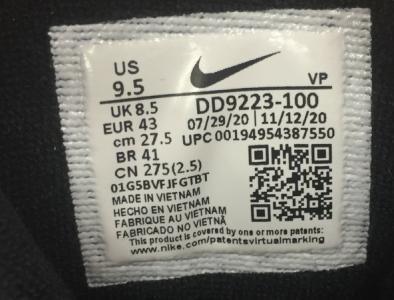 US
9.5
VP
UK 8.5
EUR 43
cm 27.5
BR 41
CN 275(2.5)
DD9223-100
07/29/20 | 11/12/20
UPC 00194954387550
01G5BVFJFGTBT
MADE IN VIETNAM
HECHO EN VIETNAM
FABRIQUE AU VIETNAM
FABRICADO NO VIETNÃ
This product is covered by one or more patents:
www.nike.com/patentsvirtualmarking